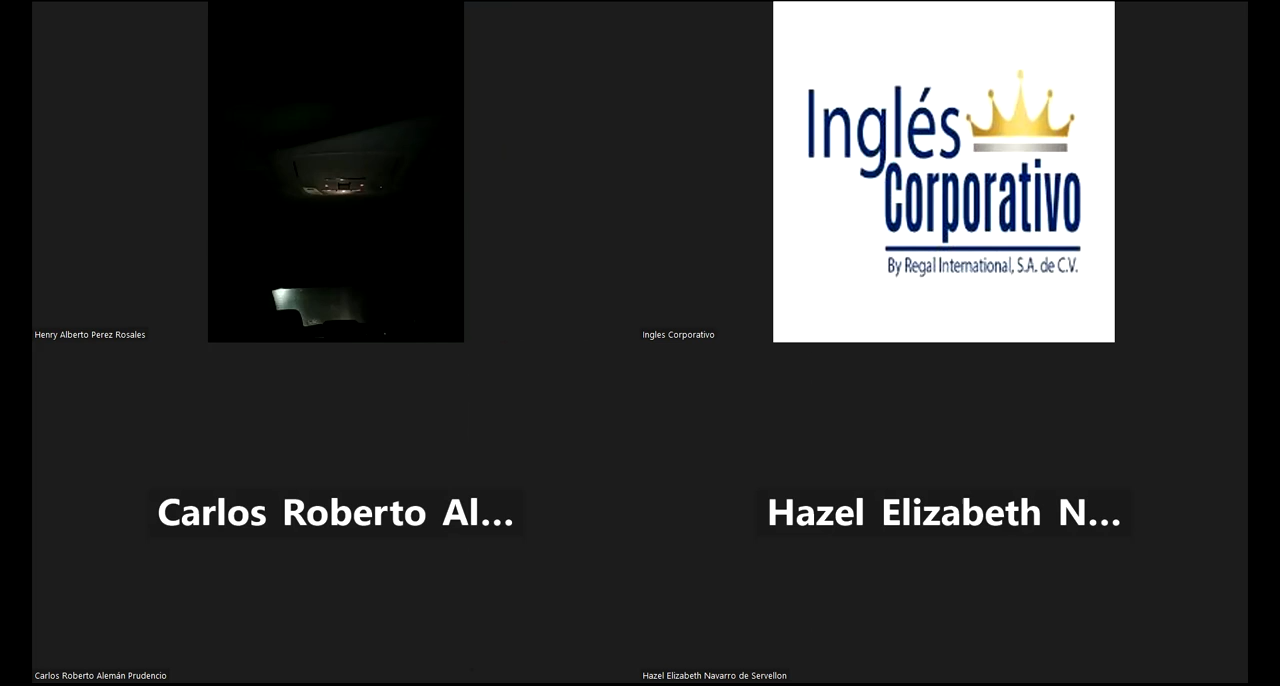 Inglés
Corporativo
By Regal International, S.A. de C.V.
Henry Alberto Perez Rosales
Ingles Corporativo
Carlos Roberto Al...
Hazel Elizabeth N...
Carlos Roberto Alemán Prudencio
Hazel Elizabeth Navarro de Servellon